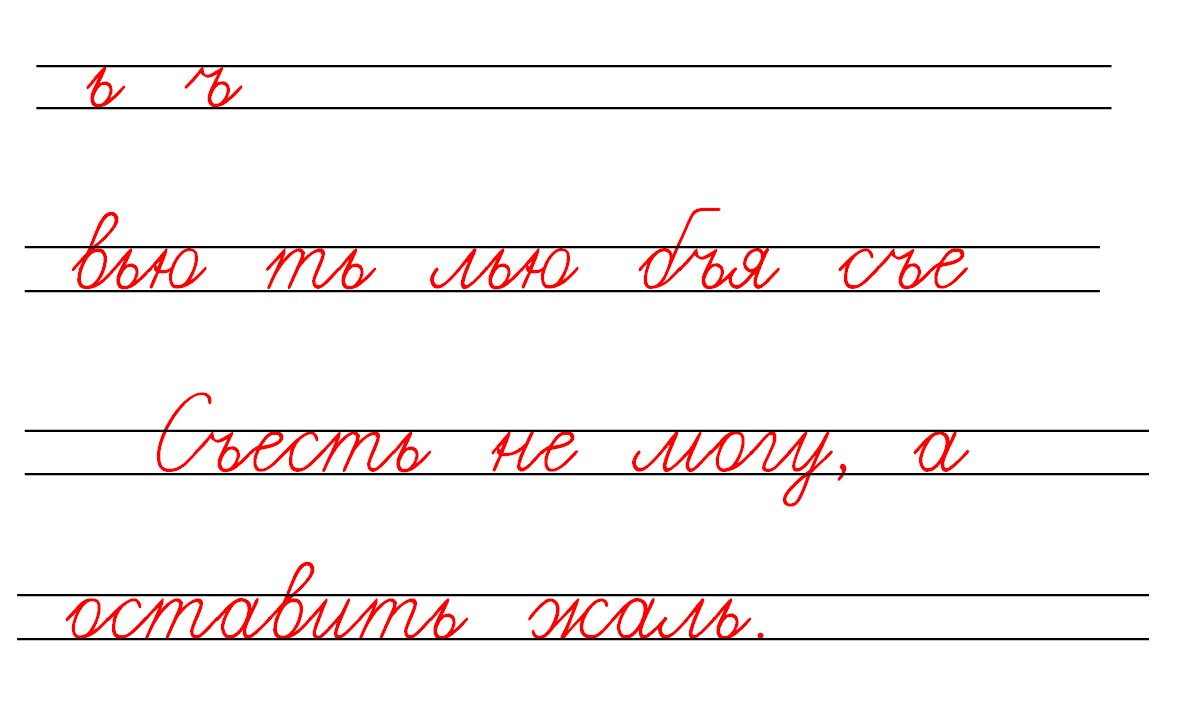 ь ъ
вью ть лью бъя съе
Съесть не могу, а
оставить жаль.